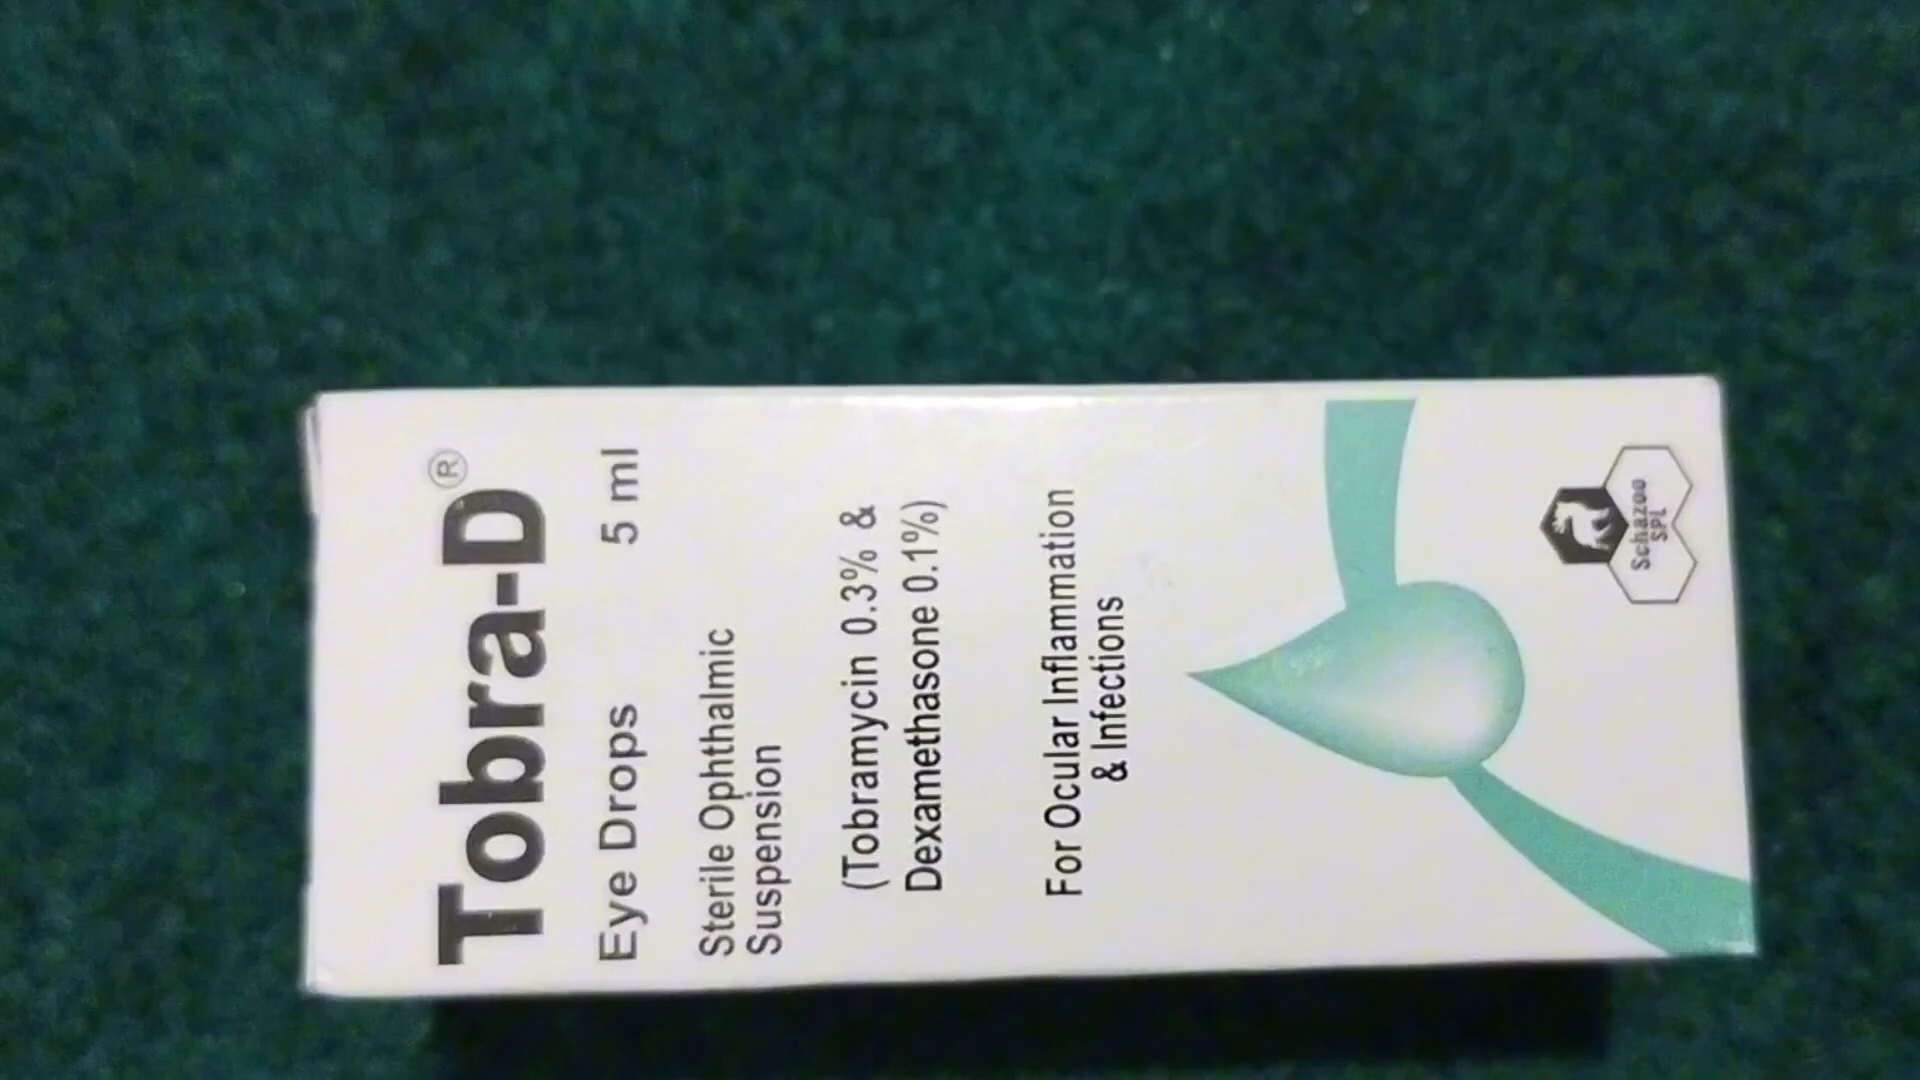 Tobra-D®
Eye Drops 5 ml
Sterile Ophthalmic
Suspension
(Tobramycin 0.3% &
Dexamethasone 0.1%)
For Ocular Inflammation
& Infections
Schazoo
SPL